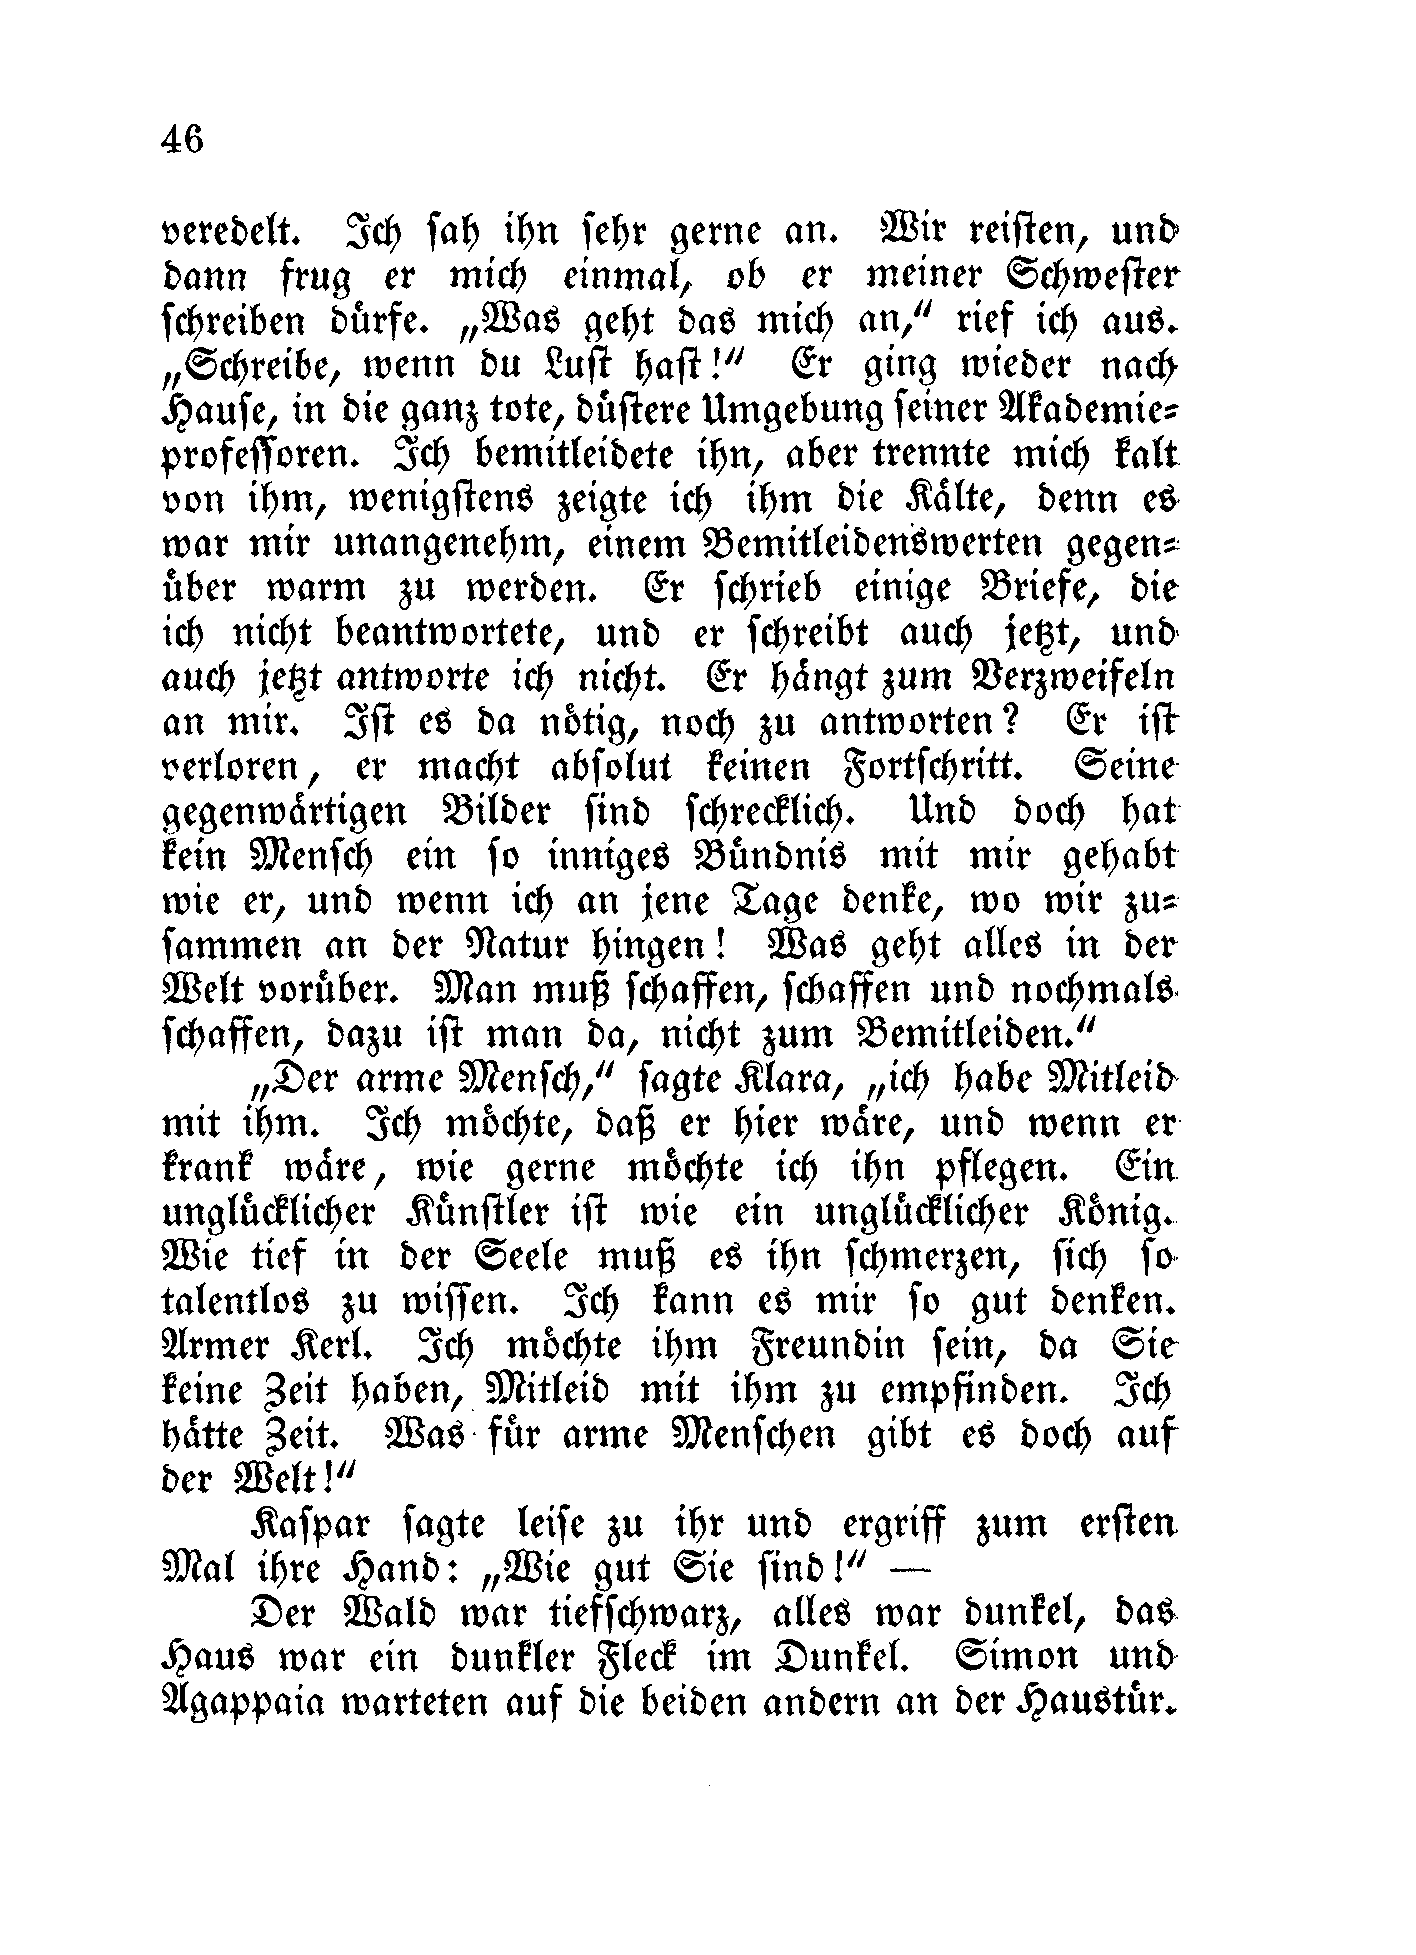 46
veredelt. Ich sah ihn sehr gerne an. Wir reisten, und
dann frug er mich einmal, ob er meiner Schwester
schreiben dürfe. „Was geht das mich an,“ rief ich aus.
„Schreibe, wenn du Lust hast!“ Er ging wieder nach
Hause, in die ganz tote, düstere Umgebung seiner Akademie-
professoren. Ich bemitleidete ihn, aber trennte mich kalt
von ihm, wenigstens zeigte ich ihm die Kälte, denn es
war mir unangenehm, einem Bemitleidenswerten gegen-
über warm zu werden. Er schrieb einige Briefe, die
ich nicht beantwortete, und er schreibt auch jetzt, und
auch jetzt antworte ich nicht. Er hängt zum Verzweifeln
an mir. Ist es da nötig, noch zu antworten? Er ist
verloren, er macht absolut keinen Fortschritt. Seine
gegenwärtigen Bilder sind schrecklich. Und doch hat
kein Mensch ein so inniges Bündnis mit mir gehabt
wie er, und wenn ich an jene Tage denke, wo wir zu-
sammen an der Natur hingen! Was geht alles in der
Welt vorüber. Man muß schaffen, schaffen und nochmals
schaffen, dazu ist man da, nicht zum Bemitleiden.“
„Der arme Mensch,“ sagte Klara, „ich habe Mitleid
mit ihm. Ich möchte, daß er hier wäre, und wenn er
krank wäre, wie gerne möchte ich ihn pflegen. Ein
unglücklicher Künstler ist wie ein unglücklicher König.
Wie tief in der Seele muß es ihn schmerzen, sich so
talentlos zu wissen. Ich kann es mir so gut denken.
Armer Kerl. Ich möchte ihm Freundin sein, da Sie
keine Zeit haben, Mitleid mit ihm zu empfinden. Ich
hätte Zeit. Was für arme Menschen gibt es doch auf
der Welt!“
Kaspar sagte leise zu ihr und ergriff zum ersten
Mal ihre Hand: „Wie gut Sie sind!“ —
Der Wald war tiefschwarz, alles war dunkel, das
Haus war ein dunkler Fleck im Dunkel. Simon und
Agappaia warteten auf die beiden andern an der Haustür.